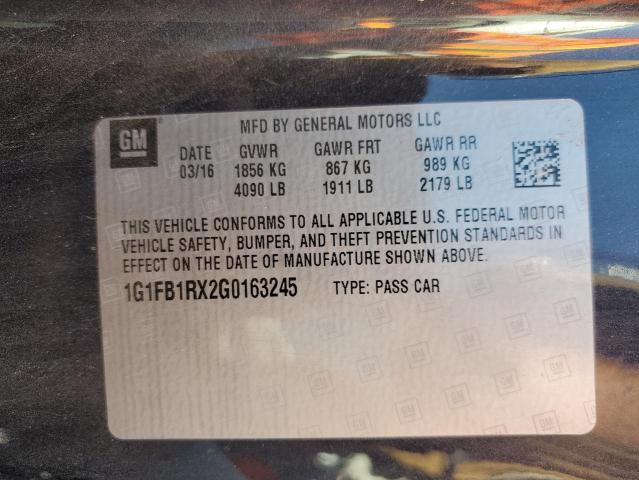 GM
MFD BY GENERAL MOTORS LLC
DATE GVWR GAWR FRT GAWR RR
03/16 1856 KG 867 KG 989 KG
4090 LB 1911 LB 2179 LB
THIS VEHICLE CONFORMS TO ALL APPLICABLE U.S. FEDERAL MOTOR
VEHICLE SAFETY, BUMPER, AND THEFT PREVENTION STANDARDS IN
EFFECT ON THE DATE OF MANUFACTURE SHOWN ABOVE.
1G1FB1RX2G0163245 TYPE: PASS CAR